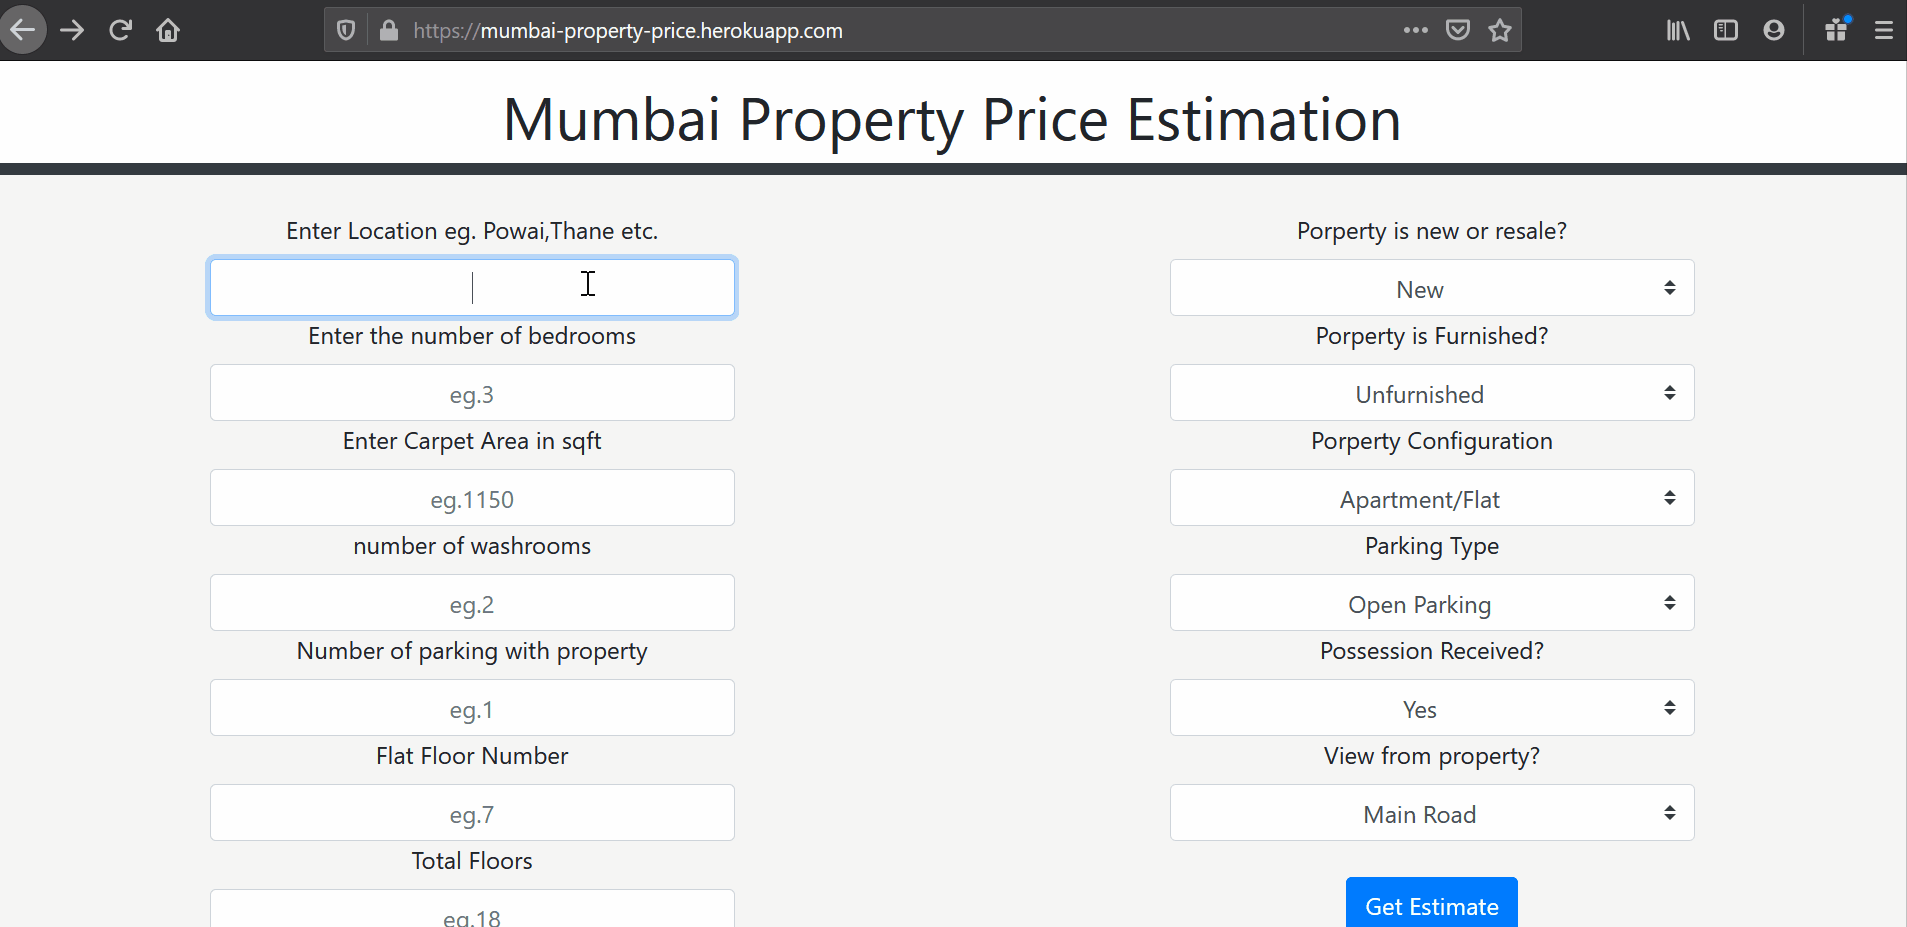 https://mumbai-property-price.herokuapp.com
Mumbai Property Price Estimation
Enter Location eg. Powai,Thane etc.
Enter the number of bedrooms
eg.3
Enter Carpet Area in sqft
eg.1150
number of washrooms
eg.2
Number of parking with property
eg.1
Flat Floor Number
eg.7
Total Floors
eg.18
Porperty is new or resale?
New
Porperty is Furnished?
Unfurnished
Porperty Configuration
Apartment/Flat
Parking Type
Open Parking
Possession Received?
Yes
View from property?
Main Road
Get Estimate